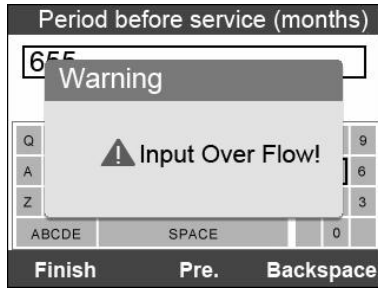 Period before service (months)
655
Warning
Input Over Flow!
Q 9
A 6
Z 3
ABCDE SPACE 0
Finish Pre. Backspace